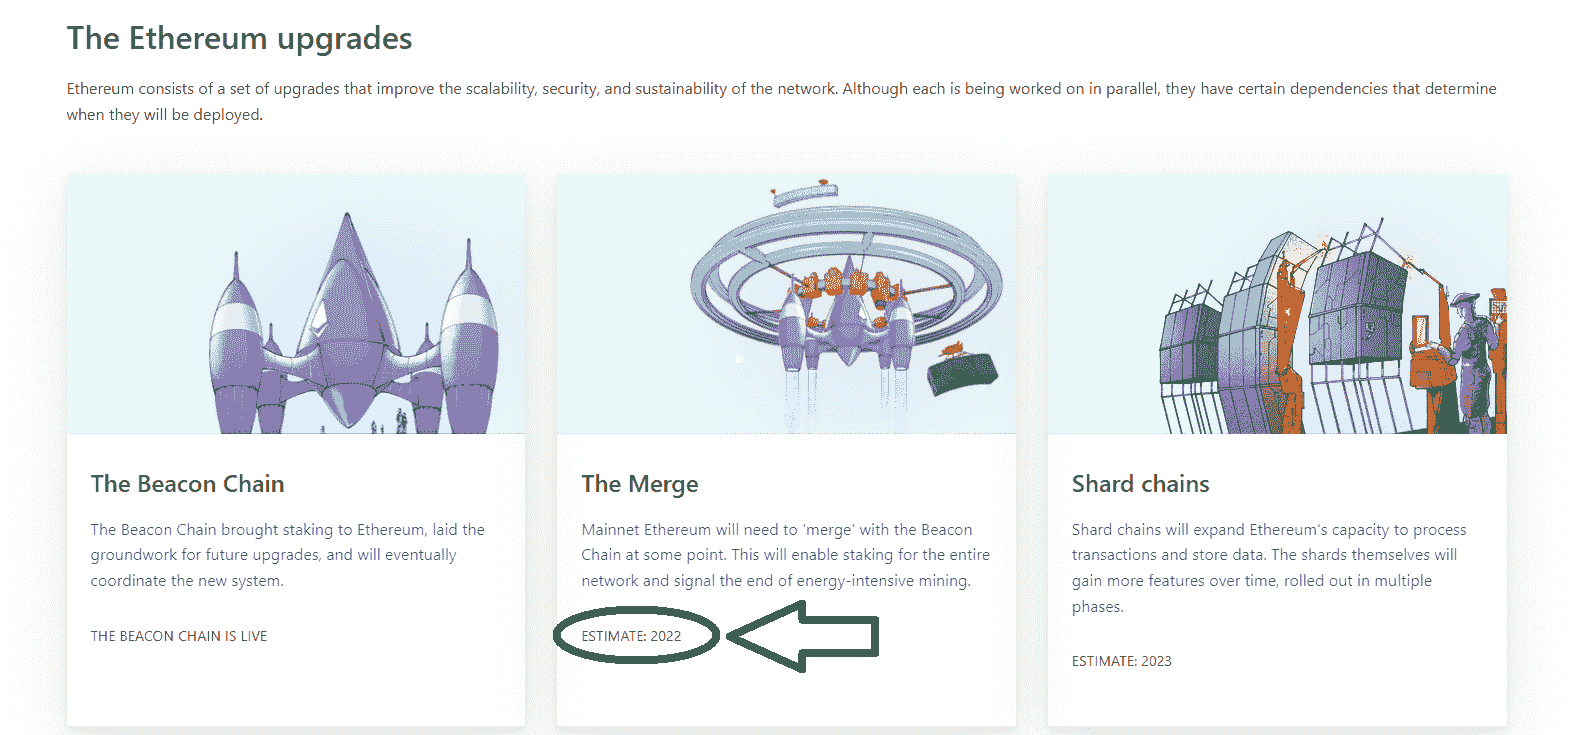 The Ethereum upgrades
Ethereum consists of a set of upgrades that improve the scalability, security, and sustainability of the network. Although each is being worked on in parallel, they have certain dependencies that determine
when they will be deployed.
The Beacon Chain
The Beacon Chain brought staking to Ethereum, laid the
groundwork for future upgrades, and will eventually
coordinate the new system.
THE BEACON CHAIN IS LIVE
The Merge
Mainnet Ethereum will need to 'merge' with the Beacon
Chain at some point. This will enable staking for the entire
network and signal the end of energy-intensive mining.
ESTIMATE: 2022
Shard chains
Shard chains will expand Ethereum's capacity to process
transactions and store data. The shards themselves will
gain more features over time, rolled out in multiple
phases.
ESTIMATE: 2023